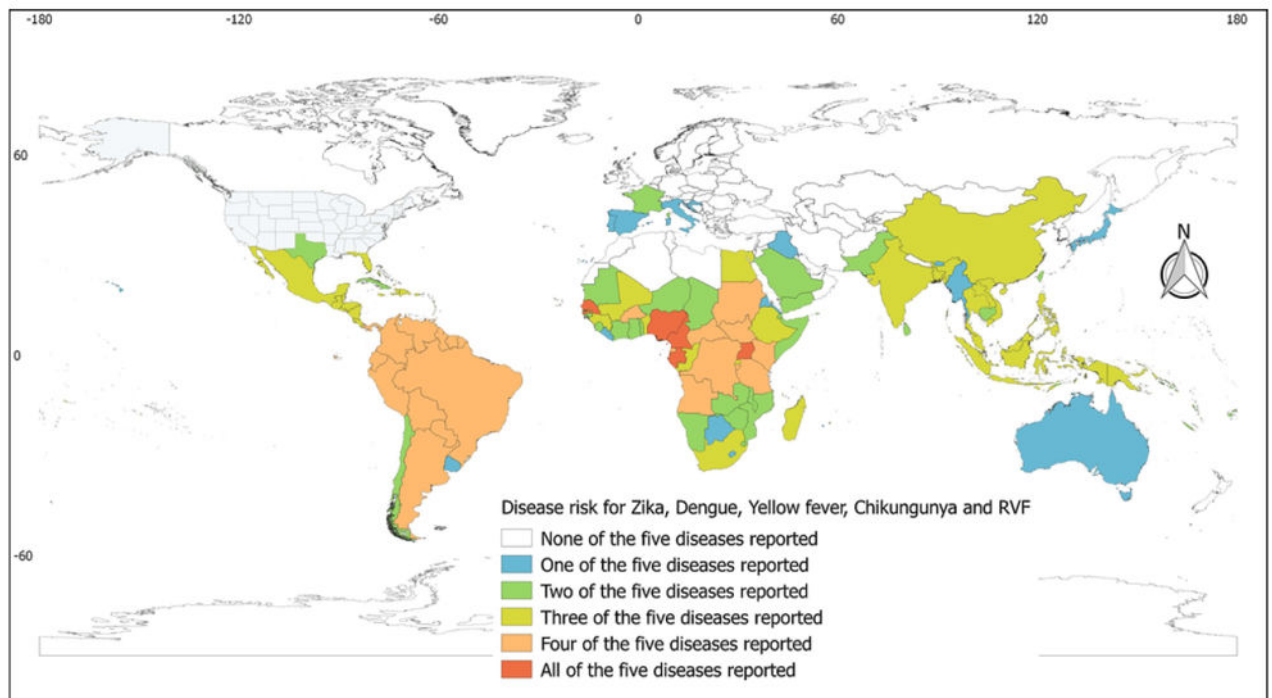 -180 -120 -60 0 60 120 180
60
N
0
-60
Disease risk for Zika, Dengue, Yellow fever, Chikungunya and RVF
None of the five diseases reported
One of the five diseases reported
Two of the five diseases reported
Three of the five diseases reported
Four of the five diseases reported
All of the five diseases reported